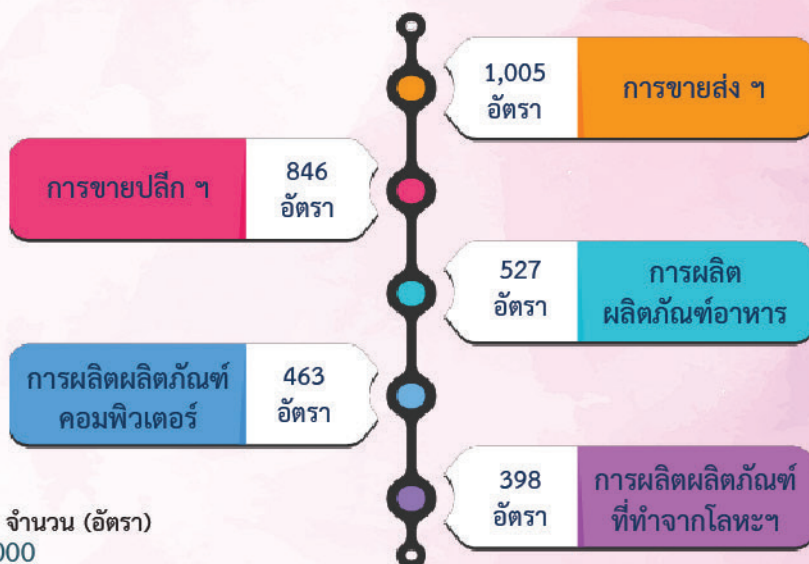 1,005
อัตรา
การขายส่ง ฯ
การขายปลีก ฯ
846
อัตรา
527
อัตรา
การผลิต
ผลิตภัณฑ์อาหาร
การผลิตผลิตภัณฑ์
คอมพิวเตอร์
463
อัตรา
398
อัตรา
การผลิตผลิตภัณฑ์
ที่ทำจากโลหะฯ
จำนวน (อัตรา)